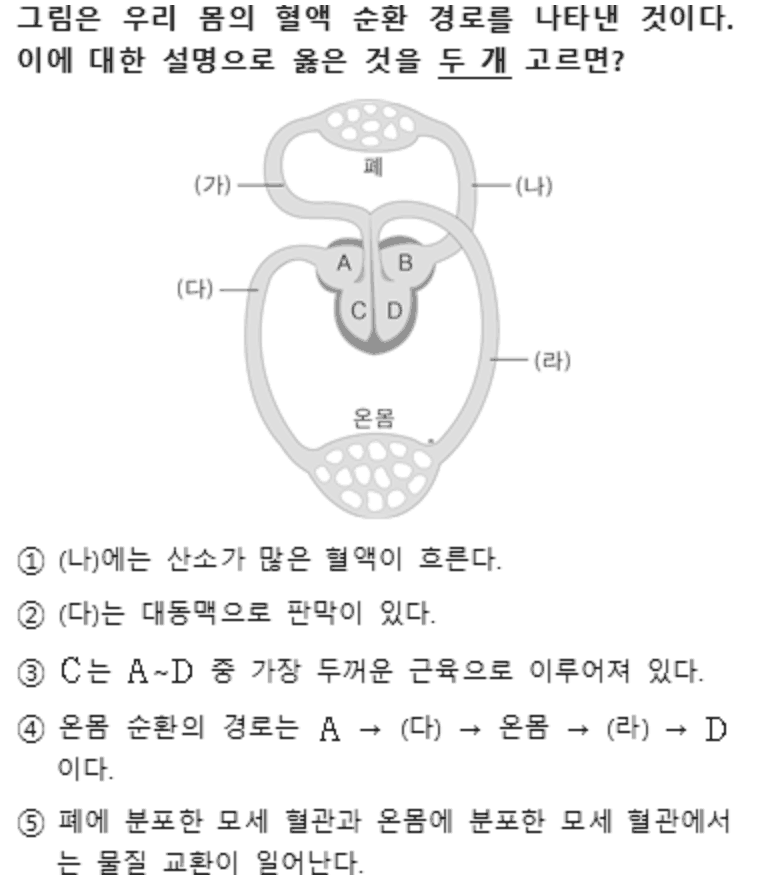 그림은 우리 몸의 혈액 순환 경로를 나타낸 것이다.
이에 대한 설명으로 옳은 것을 두 개 고르면?
폐
(가)
(나)
A
B
(다)
C
D
(라)
온몸
① (나)에는 산소가 많은 혈액이 흐른다.
② (다)는 대동맥으로 판막이 있다.
③ C는 A~D 중 가장 두꺼운 근육으로 이루어져 있다.
④ 온몸 순환의 경로는 A → (다) → 온몸 → (라) → D
이다.
⑤ 폐에 분포한 모세 혈관과 온몸에 분포한 모세 혈관에서
는 물질 교환이 일어난다.